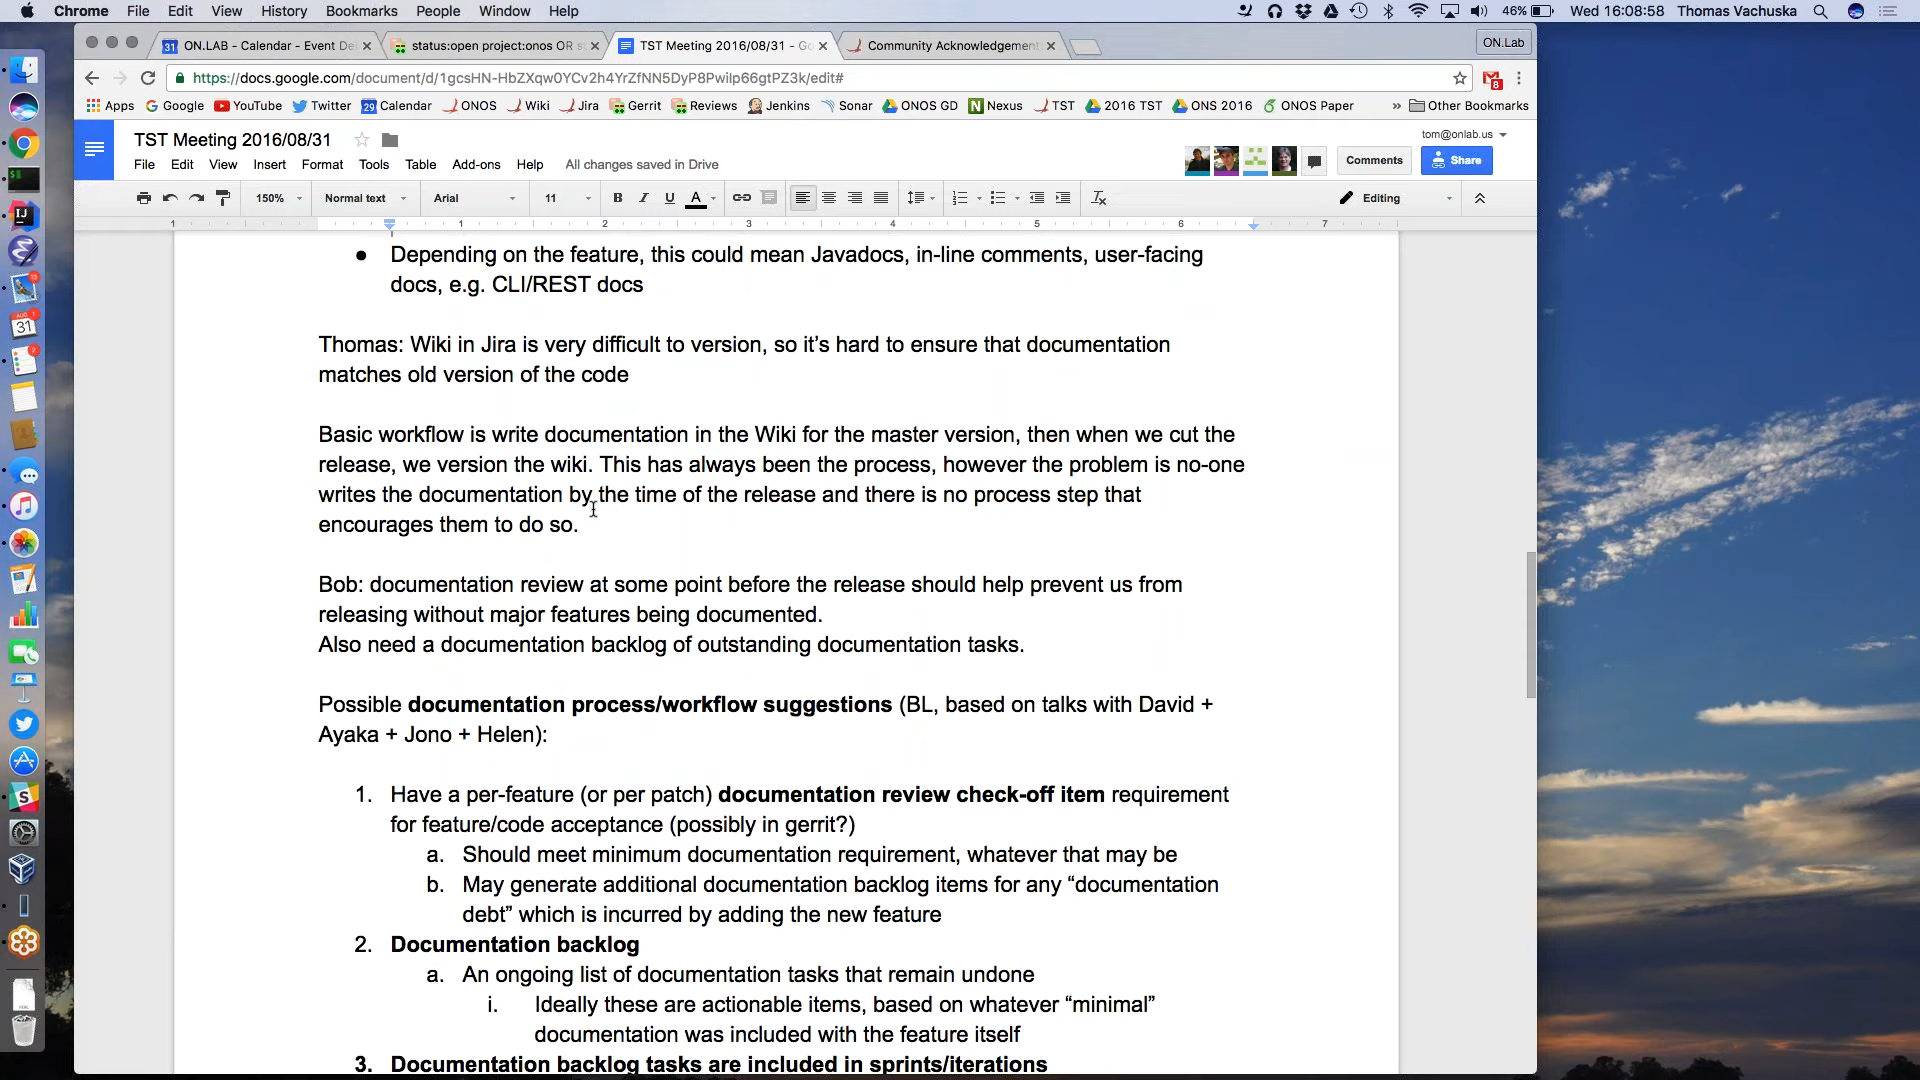 Chrome File Edit View History Bookmarks People Window Help 46% Wed 16:08:58 Thomas Vachuska
31 ON.LAB - Calendar - Event De status:open project:onos OR s TST Meeting 2016/08/31 - Go Community Acknowledgement ON.Lab
https://docs.google.com/document/d/1gcsHN-HbZXqw0YCv2h4YrZfNN5DyP8Pwilp66gtPZ3k/edit# 8
Apps Google YouTube Twitter 29 Calendar ONOS Wiki Jira Gerrit Reviews Jenkins Sonar ONOS GD Nexus TST 2016 TST ONS 2016 ONOS Paper » Other Bookmarks
TST Meeting 2016/08/31 tom@onlab.us
File Edit View Insert Format Tools Table Add-ons Help All changes saved in Drive Comments Share
150% Normal text Arial 11 B I U A Editing
1 1 2 3 4 5 6 7
● Depending on the feature, this could mean Javadocs, in-line comments, user-facing
docs, e.g. CLI/REST docs
Thomas: Wiki in Jira is very difficult to version, so it’s hard to ensure that documentation
matches old version of the code
Basic workflow is write documentation in the Wiki for the master version, then when we cut the
release, we version the wiki. This has always been the process, however the problem is no-one
writes the documentation by the time of the release and there is no process step that
encourages them to do so.
Bob: documentation review at some point before the release should help prevent us from
releasing without major features being documented.
Also need a documentation backlog of outstanding documentation tasks.
Possible documentation process/workflow suggestions (BL, based on talks with David +
Ayaka + Jono + Helen):
1. Have a per-feature (or per patch) documentation review check-off item requirement
for feature/code acceptance (possibly in gerrit?)
a. Should meet minimum documentation requirement, whatever that may be
b. May generate additional documentation backlog items for any “documentation
debt” which is incurred by adding the new feature
2. Documentation backlog
a. An ongoing list of documentation tasks that remain undone
i. Ideally these are actionable items, based on whatever “minimal”
documentation was included with the feature itself
3. Documentation backlog tasks are included in sprints/iterations